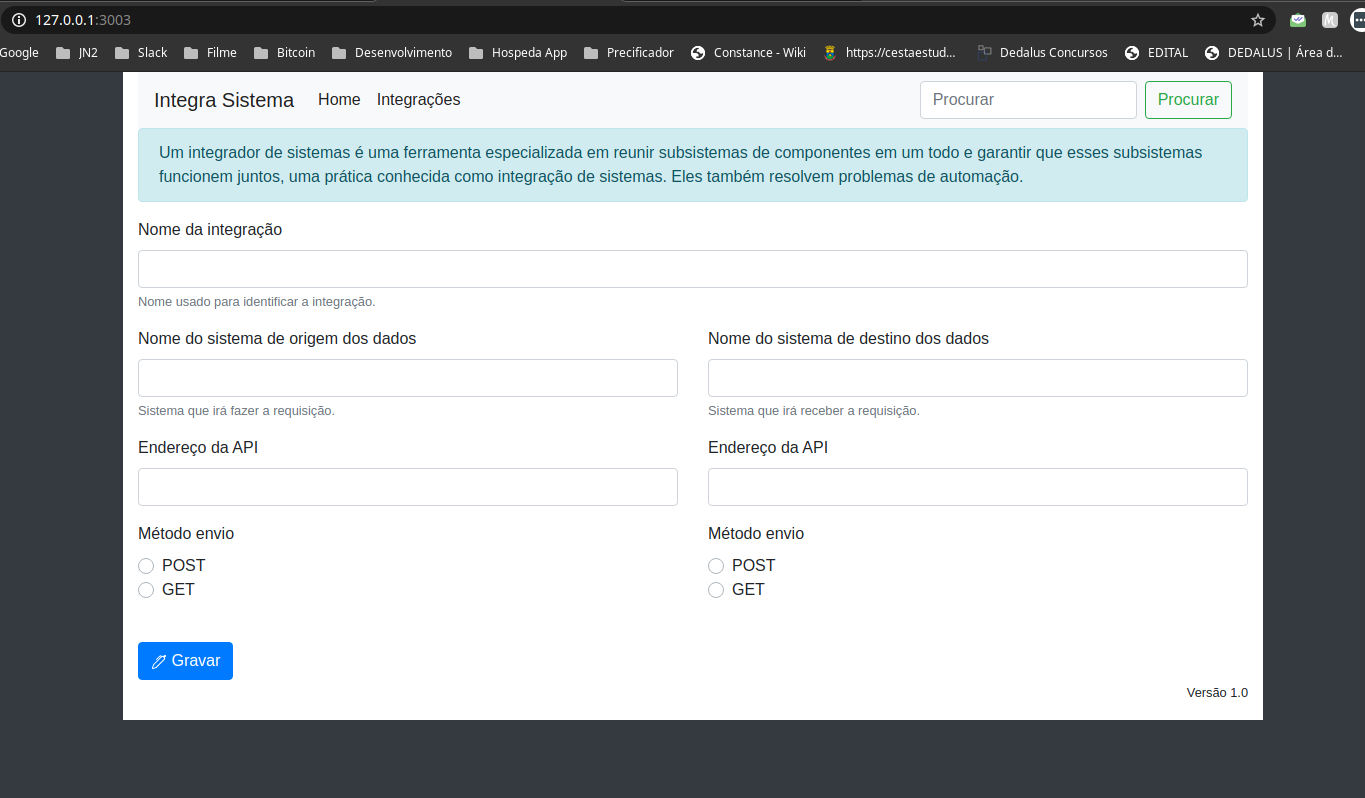 127.0.0.1:3003
Google JN2 Slack Filme Bitcoin Desenvolvimento Hospeda App Precificador Constance - Wiki https://cestaestud... Dedalus Concursos EDITAL DEDALUS | Área d...
Integra Sistema Home Integrações Procurar Procurar
Um integrador de sistemas é uma ferramenta especializada em reunir subsistemas de componentes em um todo e garantir que esses subsistemas
funcionem juntos, uma prática conhecida como integração de sistemas. Eles também resolvem problemas de automação.
Nome da integração
Nome usado para identificar a integração.
Nome do sistema de origem dos dados Nome do sistema de destino dos dados
Sistema que irá fazer a requisição. Sistema que irá receber a requisição.
Endereço da API Endereço da API
Método envio Método envio
POST POST
GET GET
Gravar
Versão 1.0